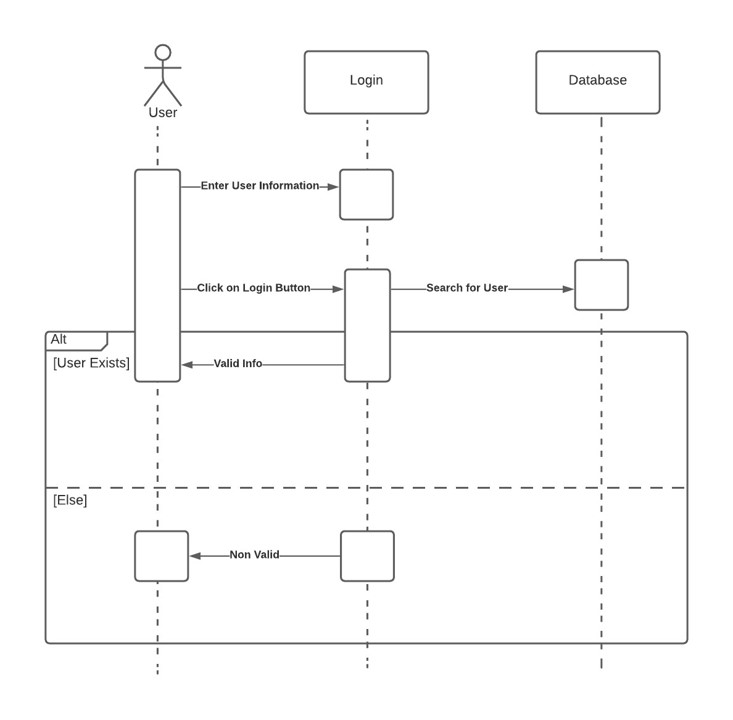 User
Login
Database
Enter User Information
Click on Login Button
Search for User
Alt
[User Exists]
Valid Info
[Else]
Non Valid